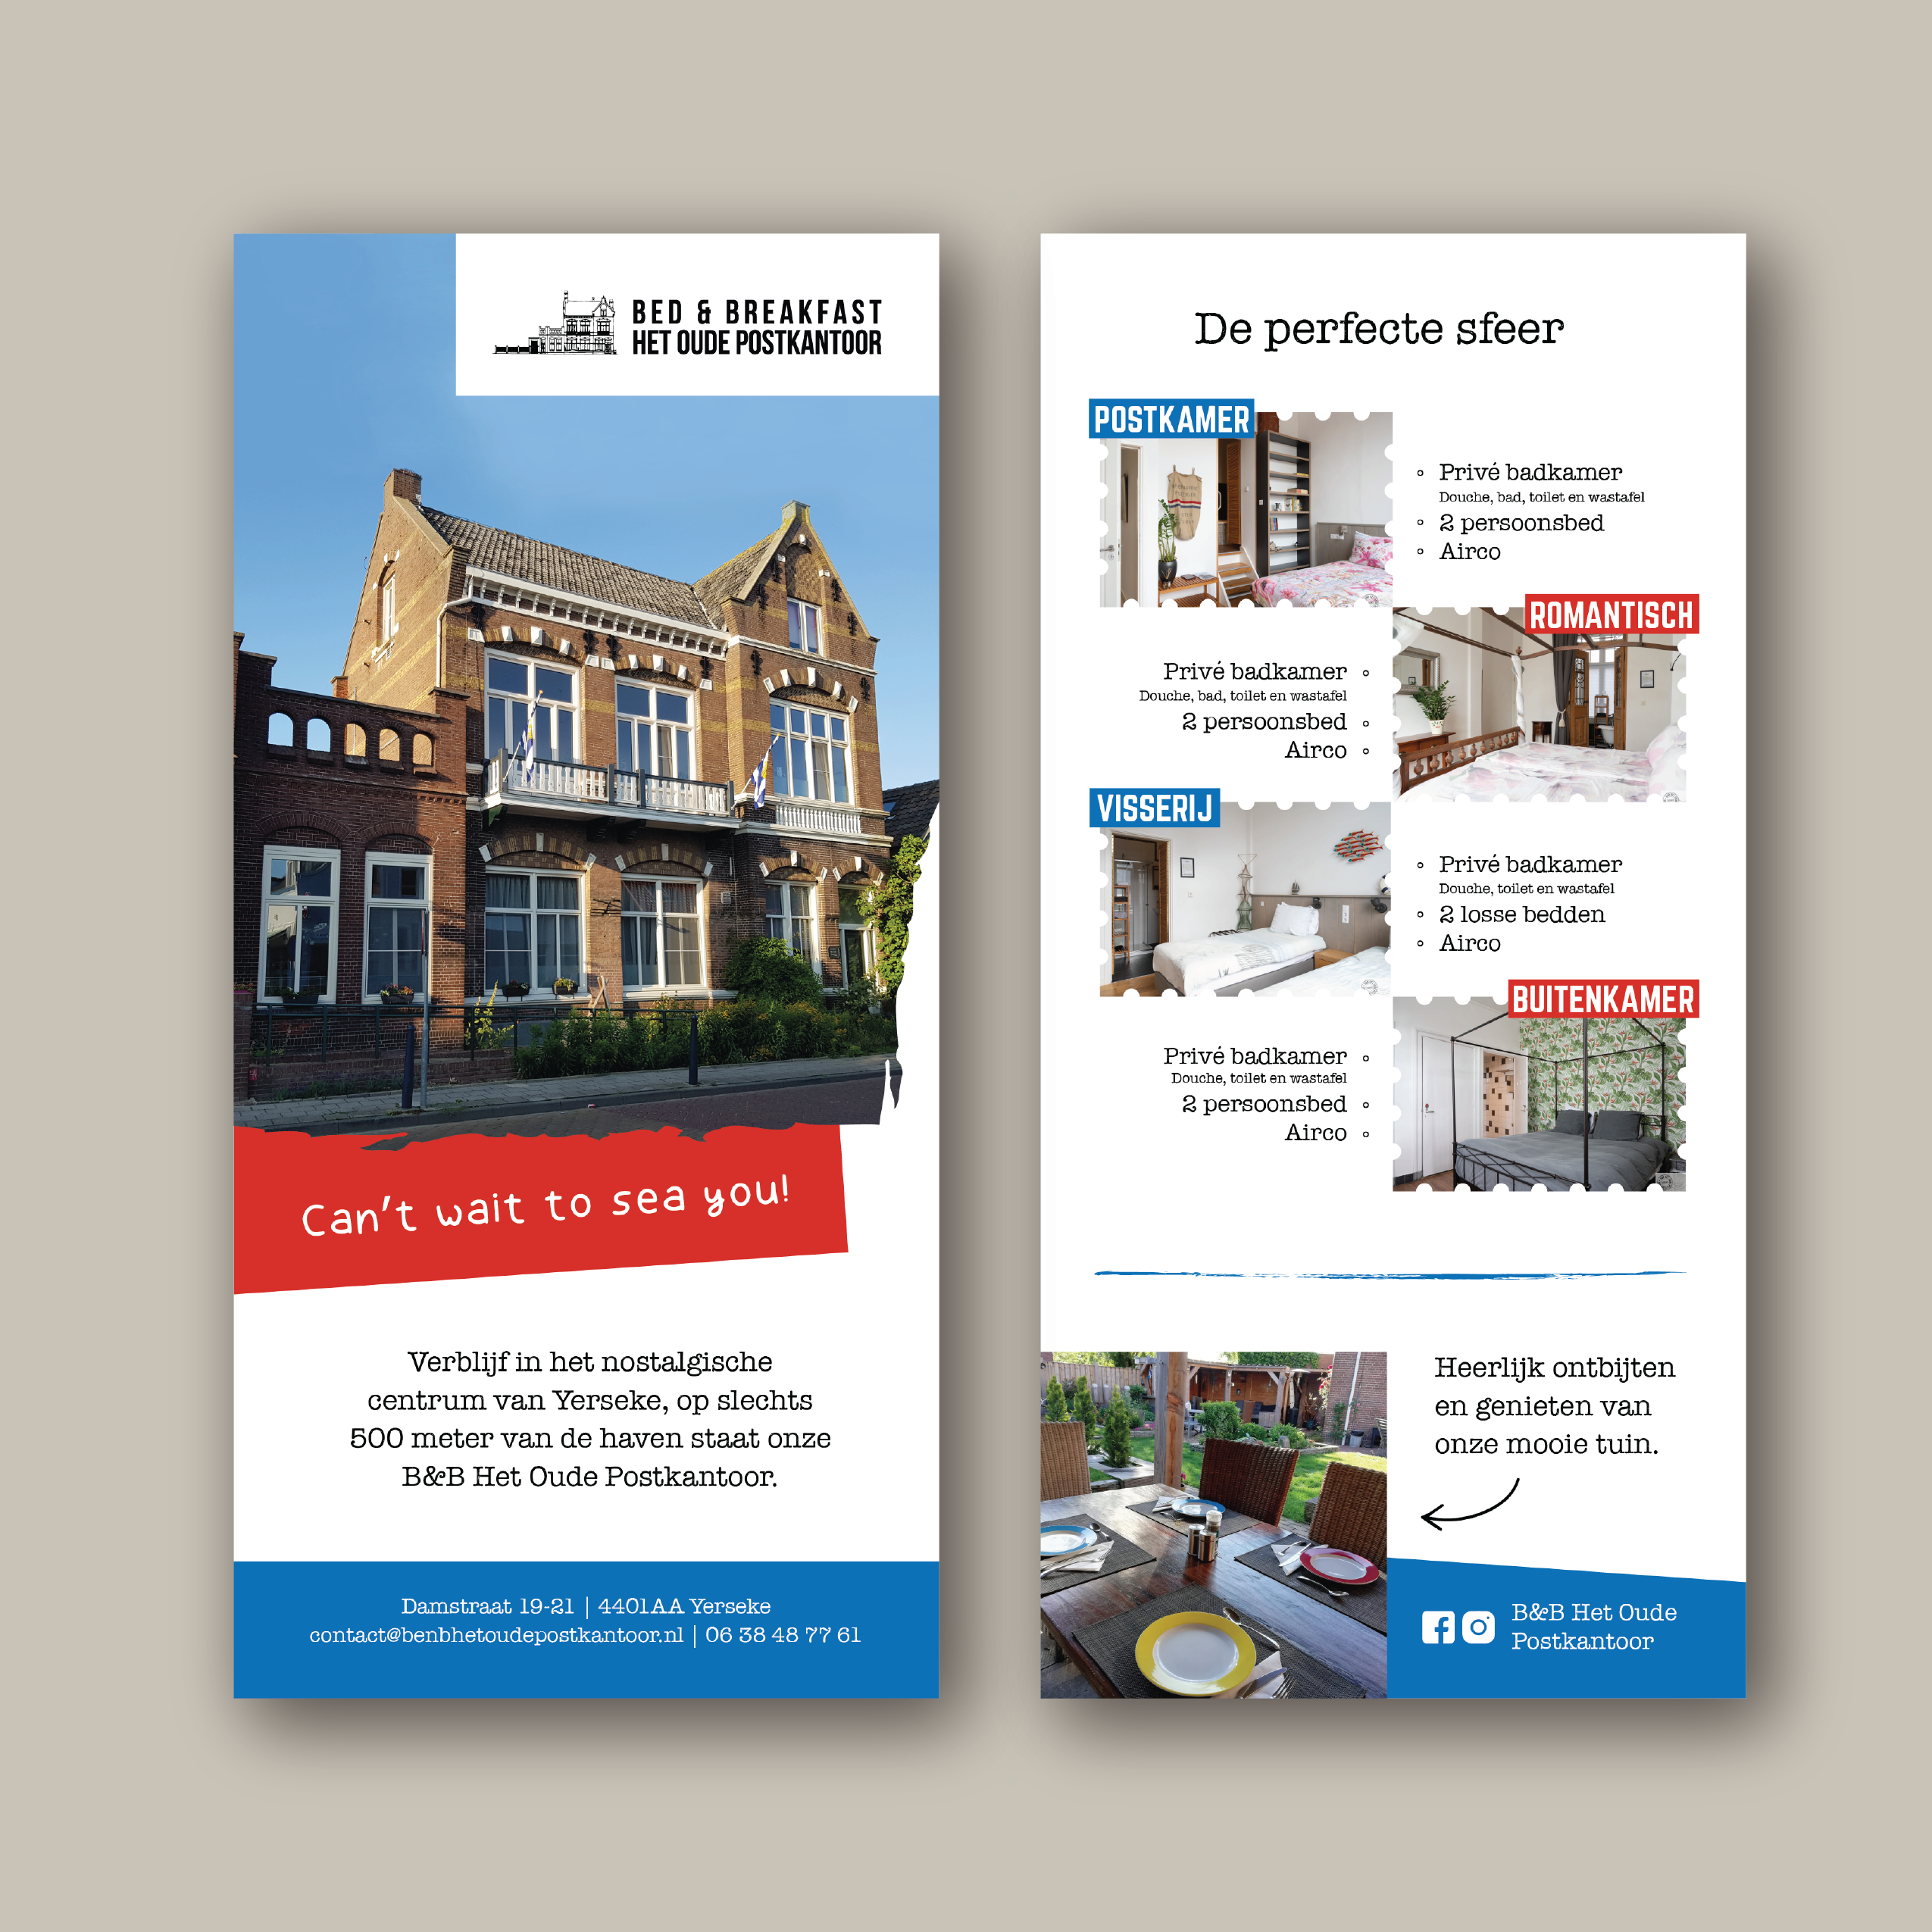 BED & BREAKFAST
HET OUDE POSTKANTOOR
Can't wait to sea you!
Verblijf in het nostalgische
centrum van Yerseke, op slechts
500 meter van de haven staat onze
B&B Het Oude Postkantoor.
Damstraat 19-21 | 4401AA Yerseke
contact@benbhetoudepostkantoor.nl | 06 38 48 77 61
De perfecte sfeer
POSTKAMER
Privé badkamer
Douche, bad, toilet en wastafel
2 persoonsbed
Airco
ROMANTISCH
Privé badkamer
Douche, bad, toilet en wastafel
2 persoonsbed
Airco
VISSERIJ
Privé badkamer
Douche, toilet en wastafel
2 losse bedden
Airco
BUITENKAMER
Privé badkamer
Douche, toilet en wastafel
2 persoonsbed
Airco
Heerlijk ontbijten
en genieten van
onze mooie tuin.
B&B Het Oude
Postkantoor